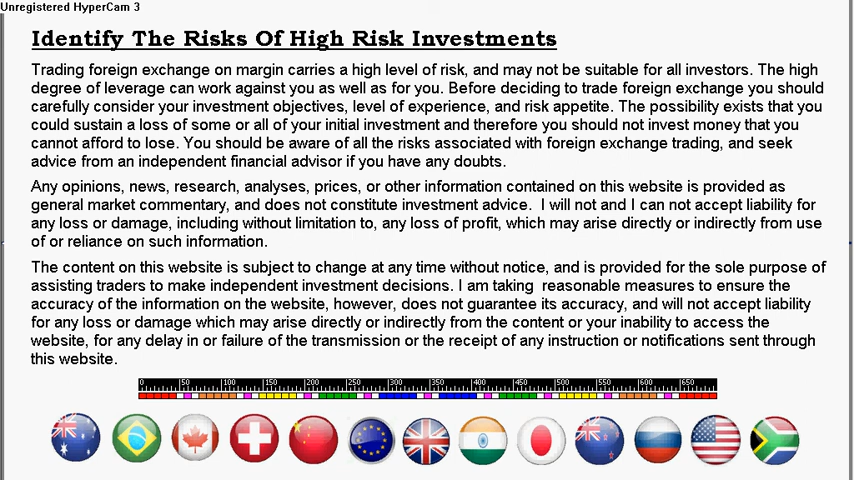 Unregistered HyperCam 3
Identify The Risks Of High Risk Investments
Trading foreign exchange on margin carries a high level of risk, and may not be suitable for all investors. The high
degree of leverage can work against you as well as for you. Before deciding to trade foreign exchange you should
carefully consider your investment objectives, level of experience, and risk appetite. The possibility exists that you
could sustain a loss of some or all of your initial investment and therefore you should not invest money that you
cannot afford to lose. You should be aware of all the risks associated with foreign exchange trading, and seek
advice from an independent financial advisor if you have any doubts.
Any opinions, news, research, analyses, prices, or other information contained on this website is provided as
general market commentary, and does not constitute investment advice.  I will not and I can not accept liability for
any loss or damage, including without limitation to, any loss of profit, which may arise directly or indirectly from use
of or reliance on such information.
The content on this website is subject to change at any time without notice, and is provided for the sole purpose of
assisting traders to make independent investment decisions. I am taking  reasonable measures to ensure the
accuracy of the information on the website, however, does not guarantee its accuracy, and will not accept liability
for any loss or damage which may arise directly or indirectly from the content or your inability to access the
website, for any delay in or failure of the transmission or the receipt of any instruction or notifications sent through
this website.
0 50 100 150 200 250 300 350 400 450 500 550 600 650